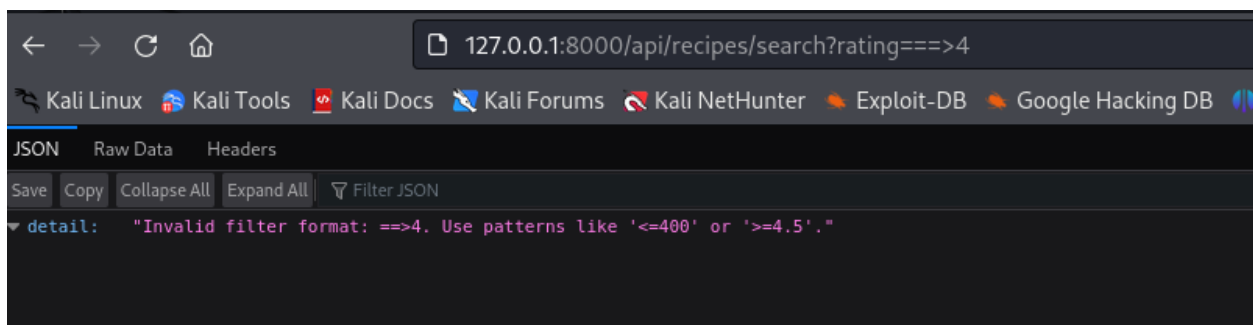 127.0.0.1:8000/api/recipes/search?rating===>4
Kali Linux Kali Tools Kali Docs Kali Forums Kali NetHunter Exploit-DB Google Hacking DB
JSON Raw Data Headers
Save Copy Collapse All Expand All Filter JSON
detail: "Invalid filter format: ==>4. Use patterns like '<=400' or '>=4.5'."